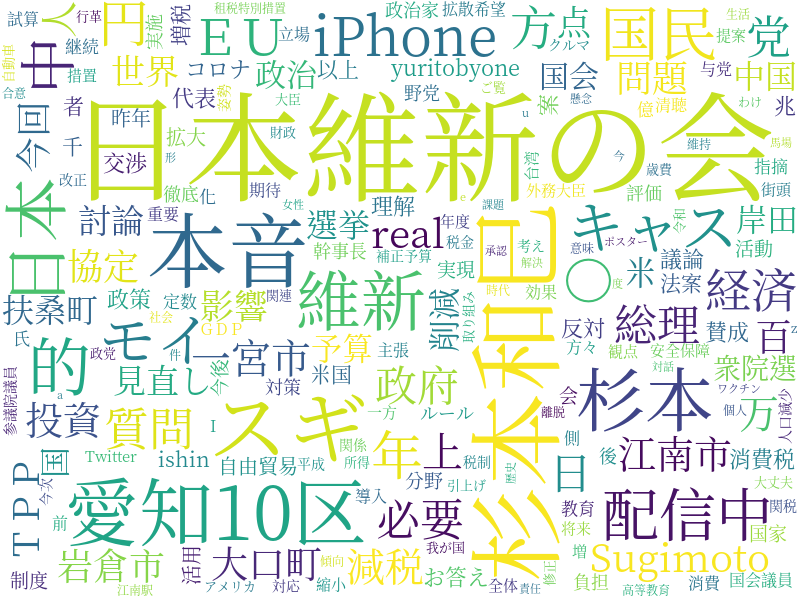 試算 行革 租税特別措置 政治家 拡散希望 生活
自動車 継続 人 円 実施 増税 EU 立場 iPhone 方 点 クルマ 国民 提案 党
合意 措置 中 世界 コロナ 政治 以上 yuritobyone 国会 問題 与党 中国
者 昨年 代表 姿勢 大臣 野党 ご覧 u 懸念 案 億 清聴 わけ 兆
今回 千 拡大 財政 日本維新の会 台湾 今 維持 馬場
改正 交渉 徹底 化 形 期待 外務大臣 評価 歳費 指摘 街頭
日本 討論 重要 本音 女性 選挙 理解 real e 課題 キャス ポスター 令和 岸田
協定 幹事長 年度 税金 承認 考え 解決 意味 米 議論 活動
扶桑町 政策 定数 影響 関連 維新 補正予算 実現 削減 時代 効果 度 〇 法案 経済
氏 モイ 社会 GDP 予算 主張 取り組み 杉本和巳 反対 総理 賛成 百 z
政党 的 件 一宮市 今後 対策 米国 方々 観点 安全保障 対話 衆院選
参議院議員 見直し 政府 会 離脱 杉本 ワクチン 個人 人口減少
投資 質問 スギ 一方 ルール 側 万
a I 年 上 江南市
TPP 国 Twitter ishin 関係 自由貿易 平成 所得 税制 歴史 日 後 消費税
今次 愛知10区 分野 引上げ 教育 配信中 大丈夫 関税
前 導入 必要 将来 国家
岩倉市 活用 大口町 傾向 減税 我が国 お答え 修正 増 Sugimoto
制度 江南駅 アメリカ 対応 縮小 全体 責任 負担 高等教育 消費 国会議員